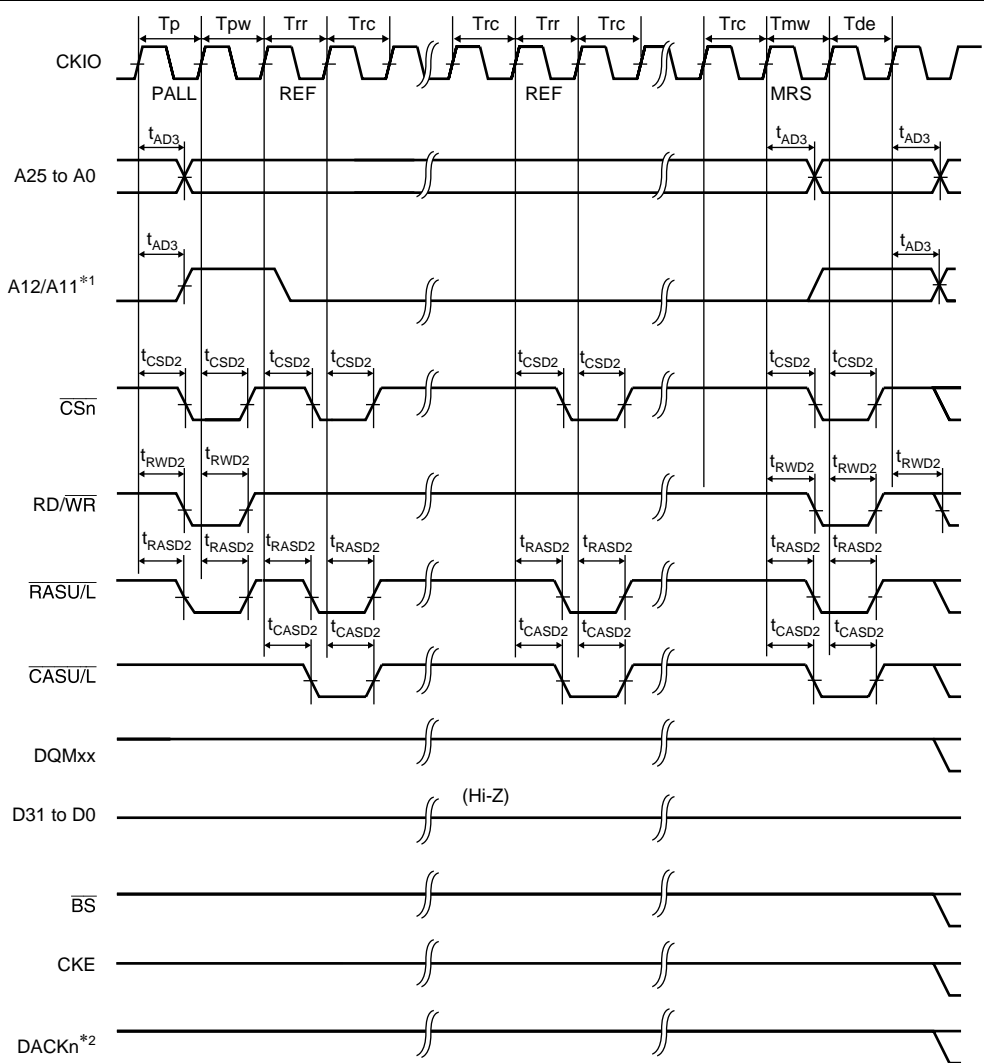 Tp Tpw Trr Trc Trc Trr Trc Trc Tmw Tde
CKIO
PALL REF REF MRS
tAD3 tAD3 tAD3
A25 to A0
tAD3 tAD3
A12/A11*1
tCSD2 tCSD2 tCSD2 tCSD2 tCSD2 tCSD2 tCSD2 tCSD2
CSn
tRWD2 tRWD2 tRWD2 tRWD2 tRWD2
RD/WR
tRASD2 tRASD2 tRASD2 tRASD2 tRASD2 tRASD2 tRASD2 tRASD2
RASU/L
tCASD2 tCASD2 tCASD2 tCASD2 tCASD2 tCASD2
CASU/L
DQMxx
(Hi-Z)
D31 to D0
BS
CKE
DACKn*2